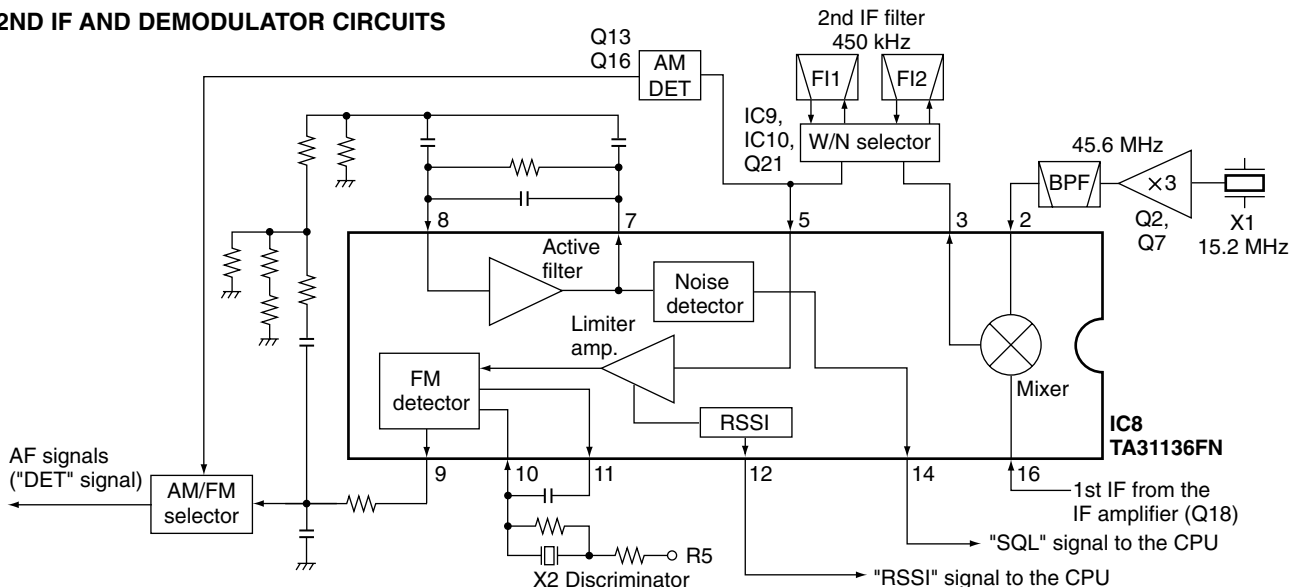 2ND IF AND DEMODULATOR CIRCUITS
2nd IF filter
450 kHz
Q13
Q16
AM
DET
FI1
FI2
IC9,
IC10,
Q21
W/N selector
45.6 MHz
BPF
×3
Q2,
Q7
X1
15.2 MHz
8
7
5
3
2
Active
filter
Noise
detector
Limiter
amp.
FM
detector
RSSI
Mixer
IC8
TA31136FN
9
10
11
12
14
16
AF signals
("DET" signal)
AM/FM
selector
1st IF from the
IF amplifier (Q18)
R5
X2 Discriminator
"SQL" signal to the CPU
"RSSI" signal to the CPU